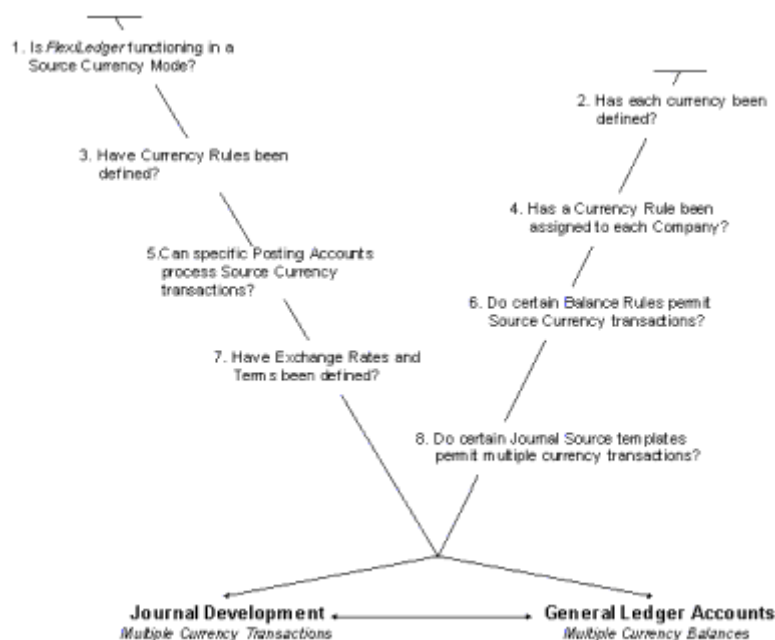 1. Is FlexiLedger functioning in a
Source Currency Mode?
2. Has each currency been
defined?
3. Have Currency Rules been
defined?
4. Has a Currency Rule been
assigned to each Company?
5.Can specific Posting Accounts
process Source Currency
transactions?
6. Do certain Balance Rules permit
Source Currency transactions?
7. Have Exchange Rates and
Terms been defined?
8. Do certain Journal Source templates
permit multiple currency transactions?
Journal Development
Multiple Currency Transactions
General Ledger Accounts
Multiple Currency Balances